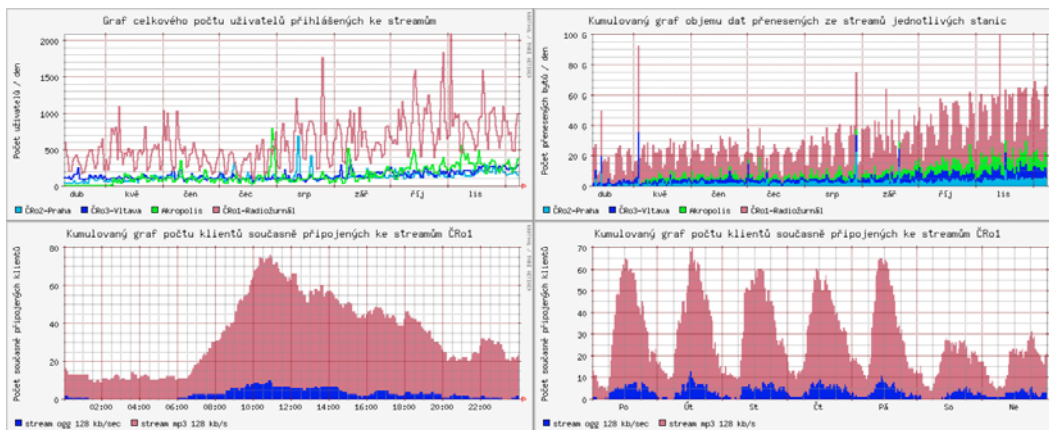 Graf celkového počtu uživatelů přihlášených ke streamům
Počet uživatelů / den
2000
1500
1000
500
0
dub kvě čen čec srp zář říj lis
ČRo2-Praha ČRo3-Vltava Akropolis ČRo1-Radiožurnál
Kumulovaný graf objemu dat přenesených ze streamů jednotlivých stanic
Počet přenesených bytů / den
100 G
80 G
60 G
40 G
20 G
0
dub kvě čen čec srp zář říj lis
ČRo2-Praha ČRo3-Vltava Akropolis ČRo1-Radiožurnál
Kumulovaný graf počtu klientů současně připojených ke streamům ČRo1
Počet současně připojených klientů
80
60
40
20
0
02:00 04:00 06:00 08:00 10:00 12:00 14:00 16:00 18:00 20:00 22:00
stream ogg 128 kb/sec stream mp3 128 kb/s
Kumulovaný graf počtu klientů současně připojených ke streamům ČRo1
Počet současně připojených klientů
70
60
50
40
30
20
10
0
Po Út St Čt Pá So Ne
stream ogg 128 kb/sec stream mp3 128 kb/s